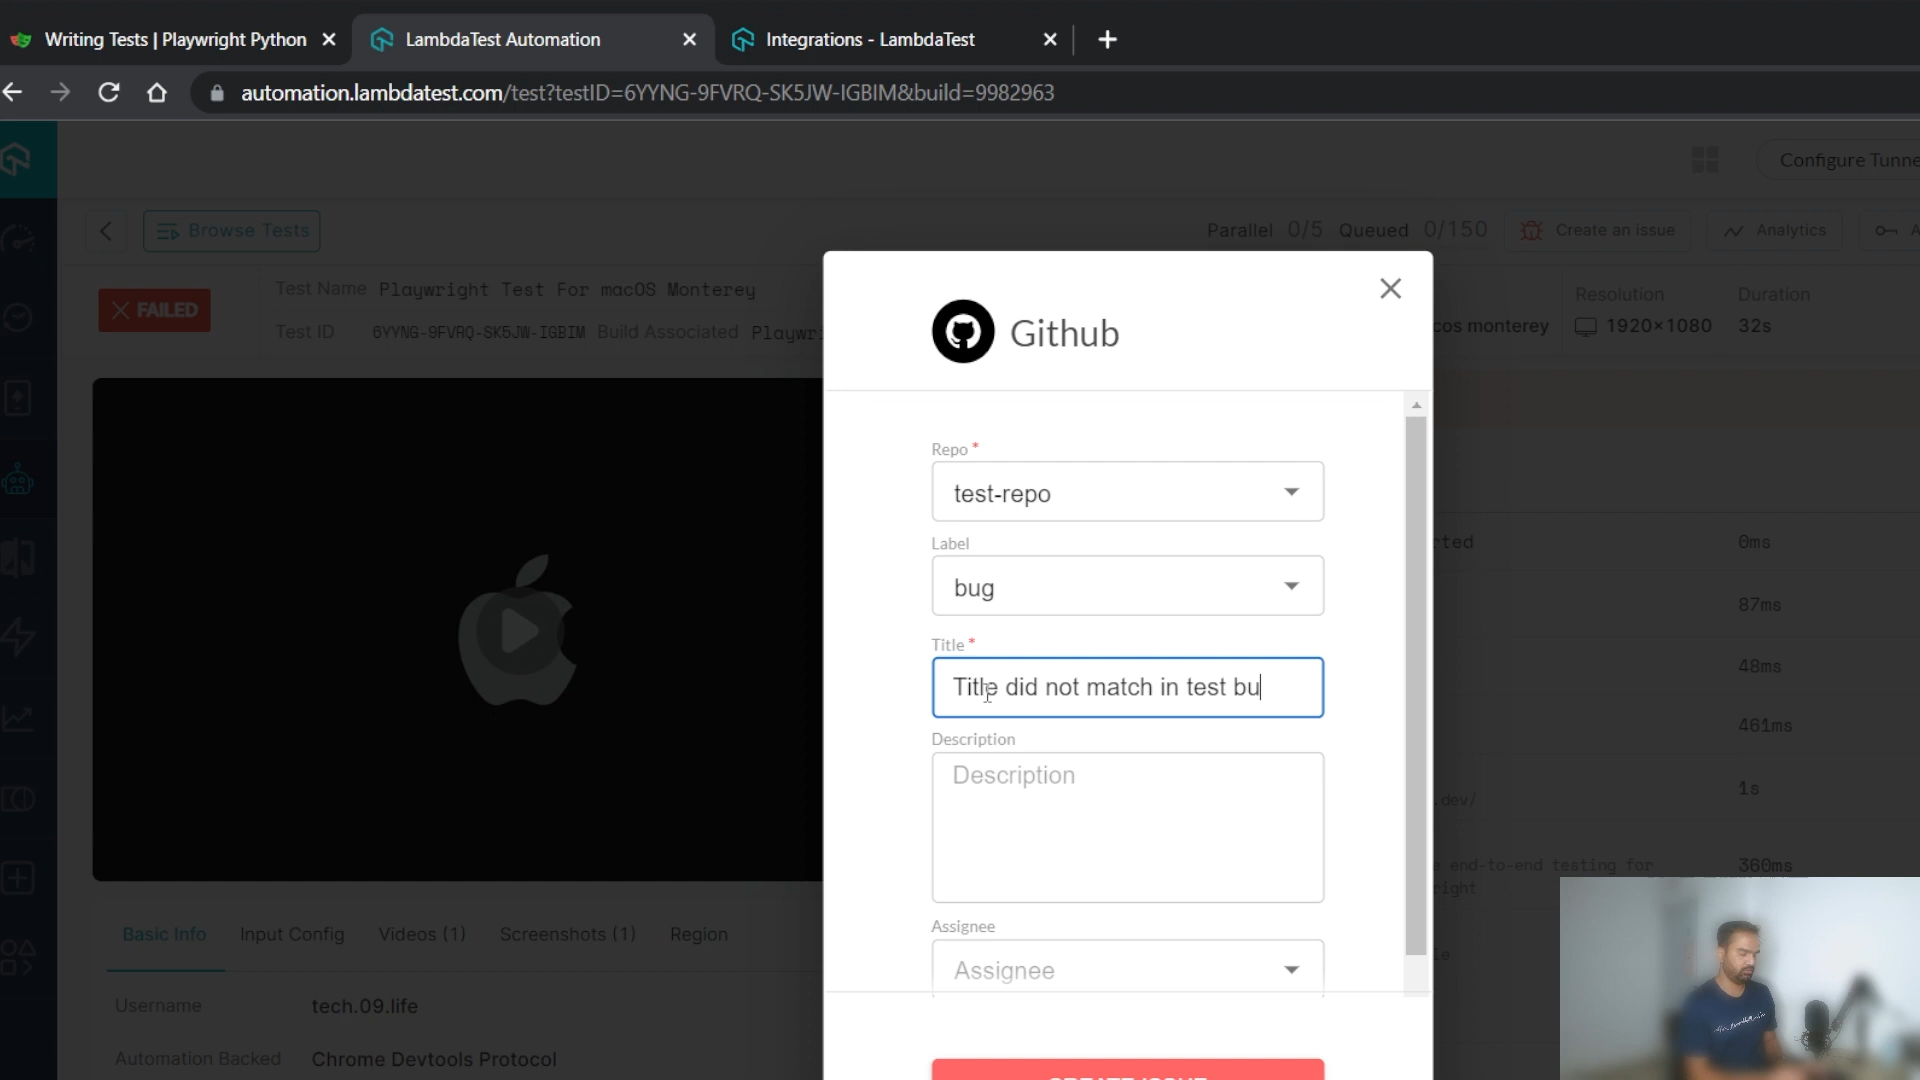 Writing Tests | Playwright Python
LambdaTest Automation
Integrations - LambdaTest
automation.lambdatest.com/test?testID=6YYNG-9FVRQ-SK5JW-IGBIM&build=9982963
Configure Tunne
Browse Tests
Parallel 0/5 Queued 0/150
Create an issue
Analytics
A
FAILED
Test Name Playwright Test For macOS Monterey
Test ID 6YYNG-9FVRQ-SK5JW-IGBIM Build Associated Playwri
cos monterey
Resolution
1920×1080
Duration
32s
Github
Repo *
test-repo
Label
bug
Title *
Title did not match in test bu
Description
Description
Assignee
Assignee
CREATE ISSUE
rted
0ms
87ms
48ms
461ms
.dev/
1s
e end-to-end testing for
right
360ms
le
Basic Info
Input Config
Videos (1)
Screenshots (1)
Region
Username
tech.09.life
Automation Backed
Chrome Devtools Protocol